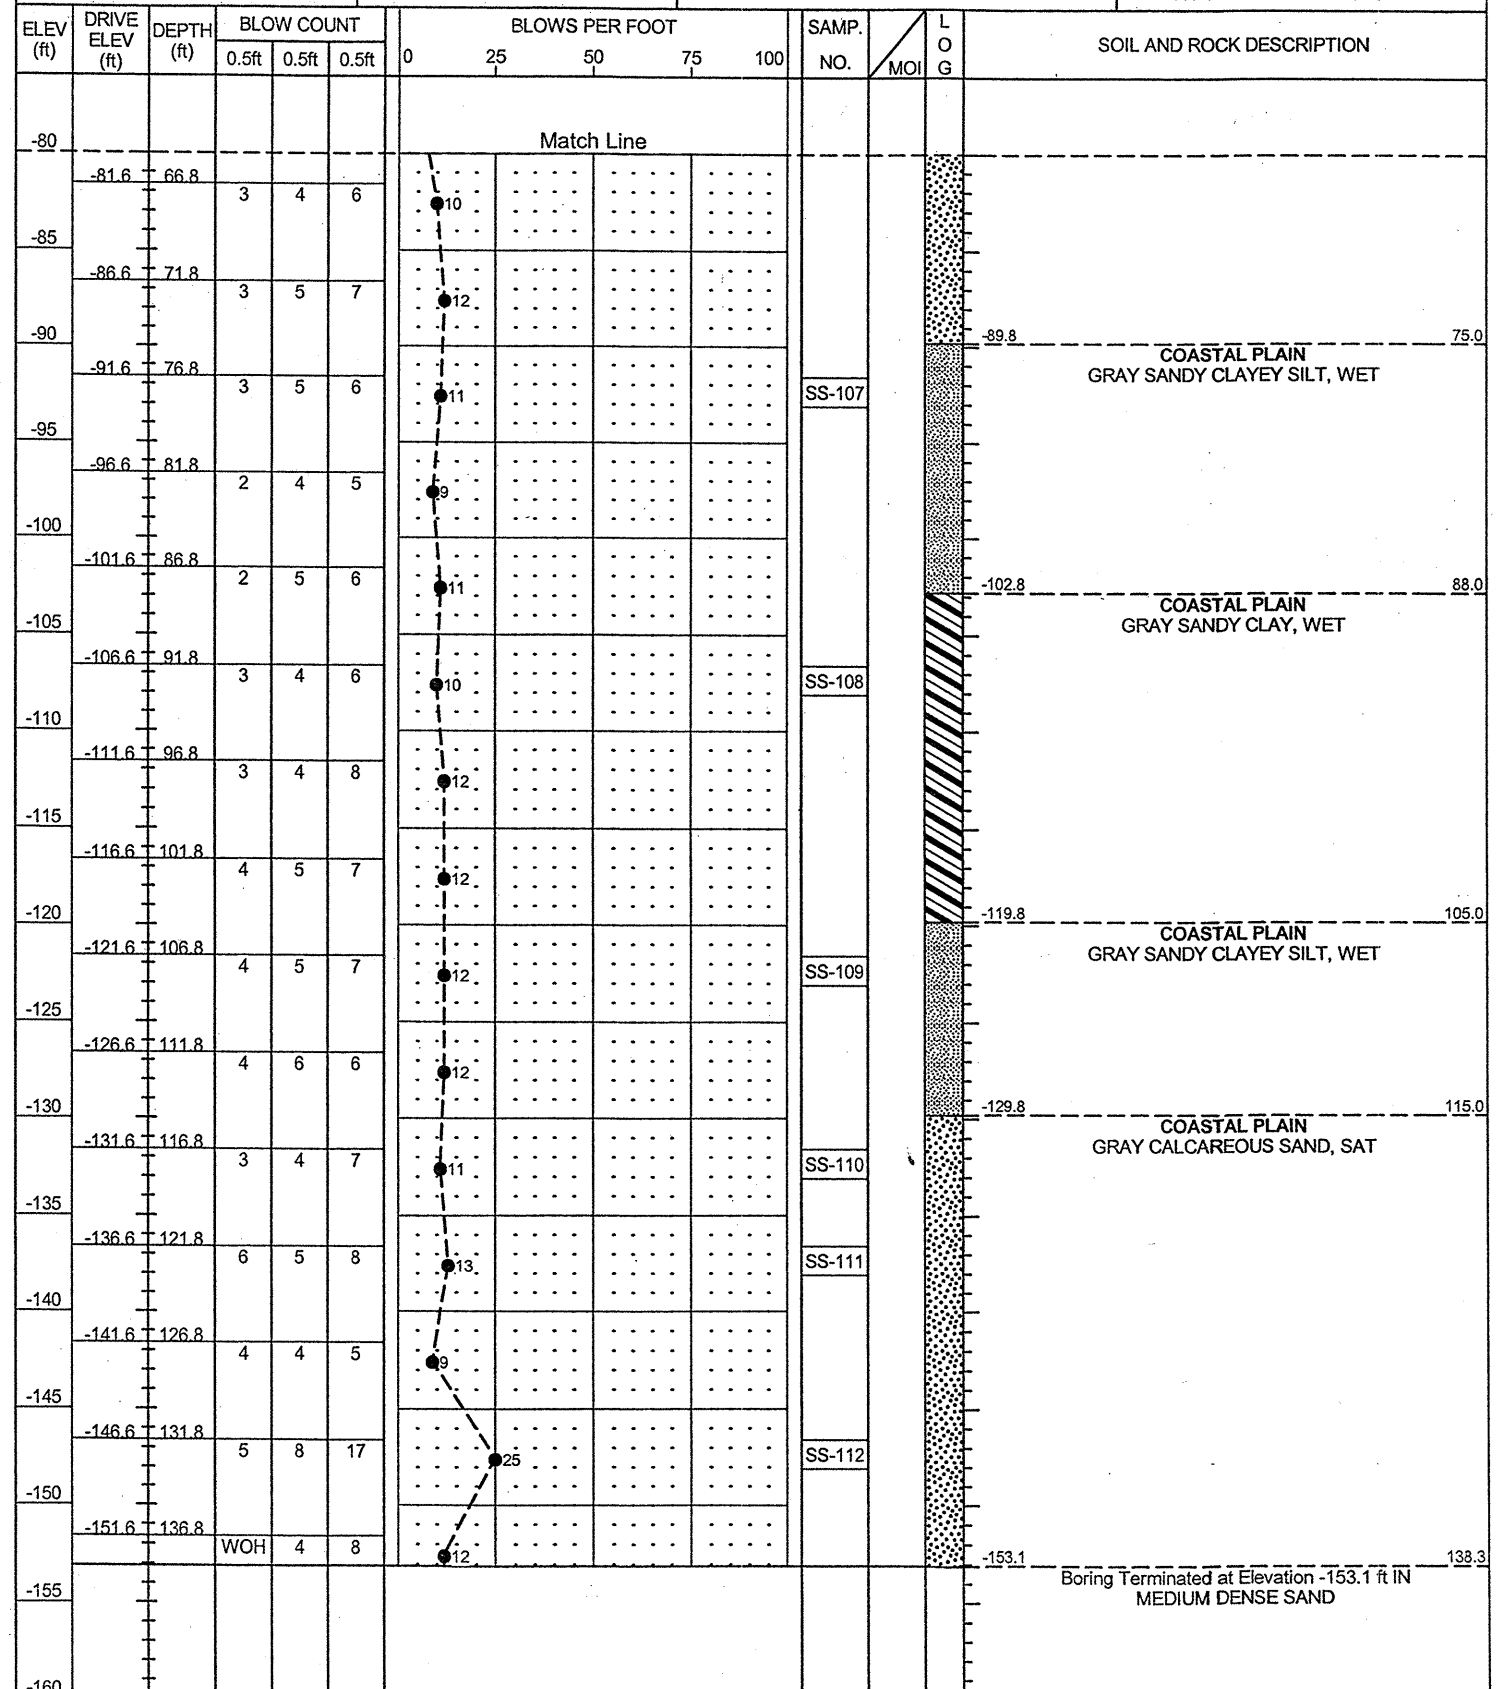 ELEV (ft) DRIVE ELEV (ft) DEPTH (ft) BLOW COUNT BLOWS PER FOOT SAMP. NO. MOI LOG SOIL AND ROCK DESCRIPTION
0.5ft 0.5ft 0.5ft 0 25 50 75 100
Match Line
-80
-81.6 66.8
3 4 6 10
-85
-86.6 71.8
3 5 7 12
-90
-89.8 75.0
COASTAL PLAIN
GRAY SANDY CLAYEY SILT, WET
-91.6 76.8
3 5 6 11 SS-107
-95
-96.6 81.8
2 4 5 9
-100
-101.6 86.8
2 5 6 11
-102.8 88.0
COASTAL PLAIN
GRAY SANDY CLAY, WET
-105
-106.6 91.8
3 4 6 10 SS-108
-110
-111.6 96.8
3 4 8 12
-115
-116.6 101.8
4 5 7 12
-120
-119.8 105.0
COASTAL PLAIN
GRAY SANDY CLAYEY SILT, WET
-121.6 106.8
4 5 7 12 SS-109
-125
-126.6 111.8
4 6 6 12
-130
-129.8 115.0
COASTAL PLAIN
GRAY CALCAREOUS SAND, SAT
-131.6 116.8
3 4 7 11 SS-110
-135
-136.6 121.8
6 5 8 13 SS-111
-140
-141.6 126.8
4 4 5 9
-145
-146.6 131.8
5 8 17 25 SS-112
-150
-151.6 136.8
WOH 4 8 12
-153.1 138.3
Boring Terminated at Elevation -153.1 ft IN
MEDIUM DENSE SAND
-155
-160